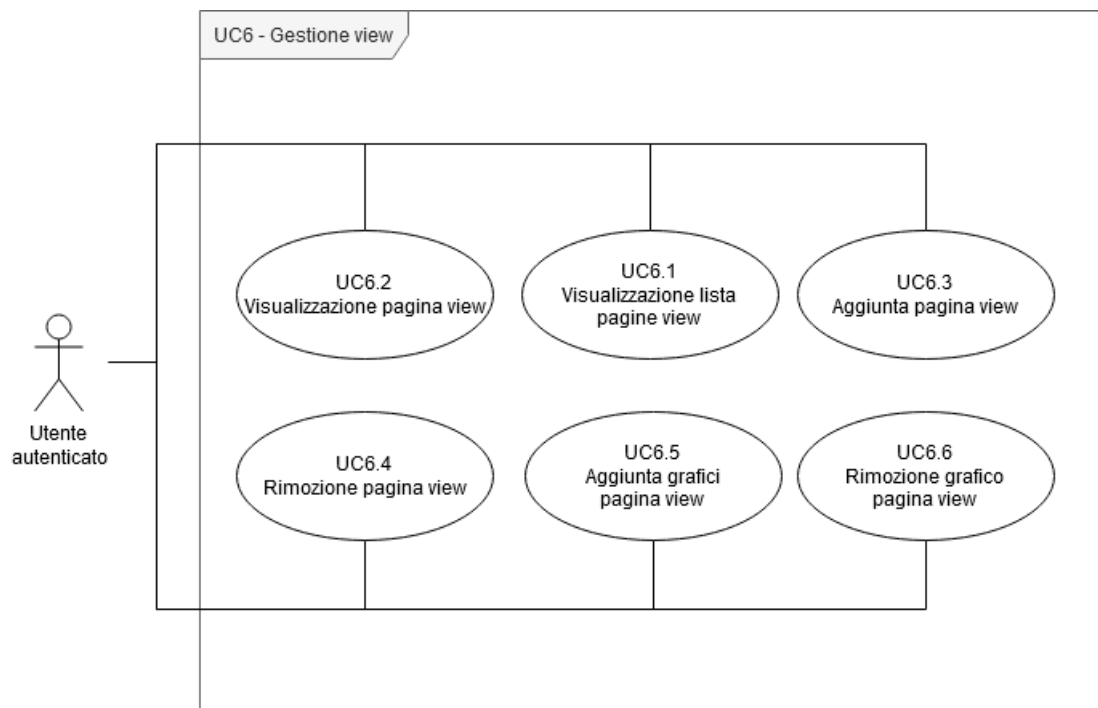 UC6 - Gestione view
UC6.2
Visualizzazione pagina view
UC6.1
Visualizzazione lista
pagine view
UC6.3
Aggiunta pagina view
Utente
autenticato
UC6.4
Rimozione pagina view
UC6.5
Aggiunta grafici
pagina view
UC6.6
Rimozione grafico
pagina view